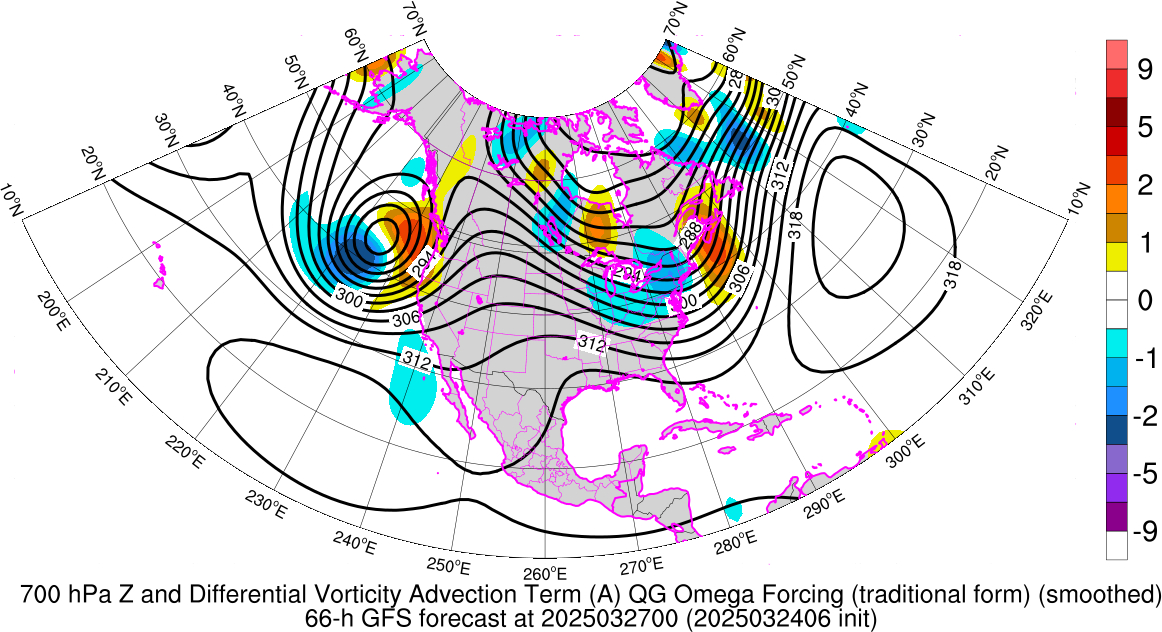 70°N
70°N
60°N
60°N
50°N
50°N
40°N
40°N
30°N
30°N
20°N
20°N
10°N
10°N
28
30
312
318
288
294
294
300
300
306
306
312
312
318
200°E
210°E
220°E
230°E
240°E
250°E
260°E
270°E
280°E
290°E
300°E
310°E
320°E
9
5
2
1
0
-1
-2
-5
-9
700 hPa Z and Differential Vorticity Advection Term (A) QG Omega Forcing (traditional form) (smoothed)
66-h GFS forecast at 2025032700 (2025032406 init)